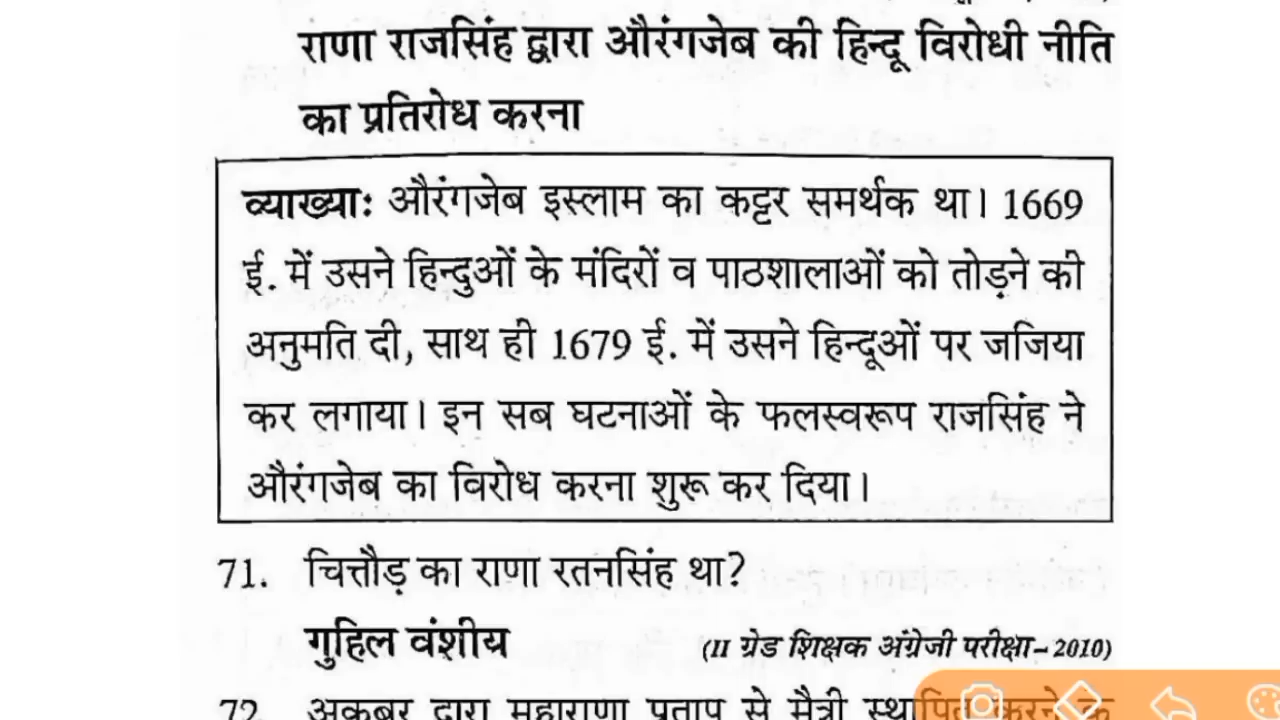 राणा राजसिंह द्वारा औरंगजेब की हिन्दू विरोधी नीति
का प्रतिरोध करना
व्याख्याः औरंगजेब इस्लाम का कट्टर समर्थक था। 1669
ई. में उसने हिन्दुओं के मंदिरों व पाठशालाओं को तोड़ने की
अनुमति दी, साथ ही 1679 ई. में उसने हिन्दूओं पर जजिया
कर लगाया। इन सब घटनाओं के फलस्वरूप राजसिंह ने
औरंगजेब का विरोध करना शुरू कर दिया।
71. चित्तौड़ का राणा रतनसिंह था?
गुहिल वंशीय (II ग्रेड शिक्षक अंग्रेजी परीक्षा-2010)
72. अकबर द्वारा महाराणा प्रताप से मैत्री स्थापित करने के